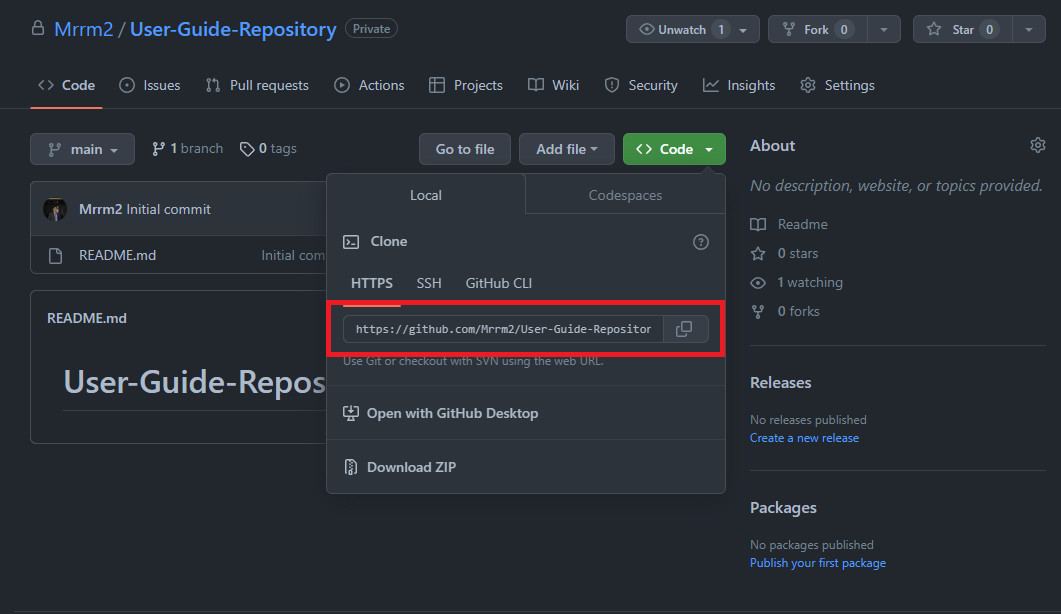 Mrrm2 / User-Guide-Repository Private
Unwatch 1 Fork 0 Star 0
Code Issues Pull requests Actions Projects Wiki Security Insights Settings
main 1 branch 0 tags Go to file Add file Code
Local Codespaces
Mrrm2 Initial commit
README.md Initial com
Clone
HTTPS SSH GitHub CLI
https://github.com/Mrrm2/User-Guide-Repositor
Use Git or checkout with SVN using the web URL.
Open with GitHub Desktop
Download ZIP
README.md
User-Guide-Repos
About
No description, website, or topics provided.
Readme
0 stars
1 watching
0 forks
Releases
No releases published
Create a new release
Packages
No packages published
Publish your first package